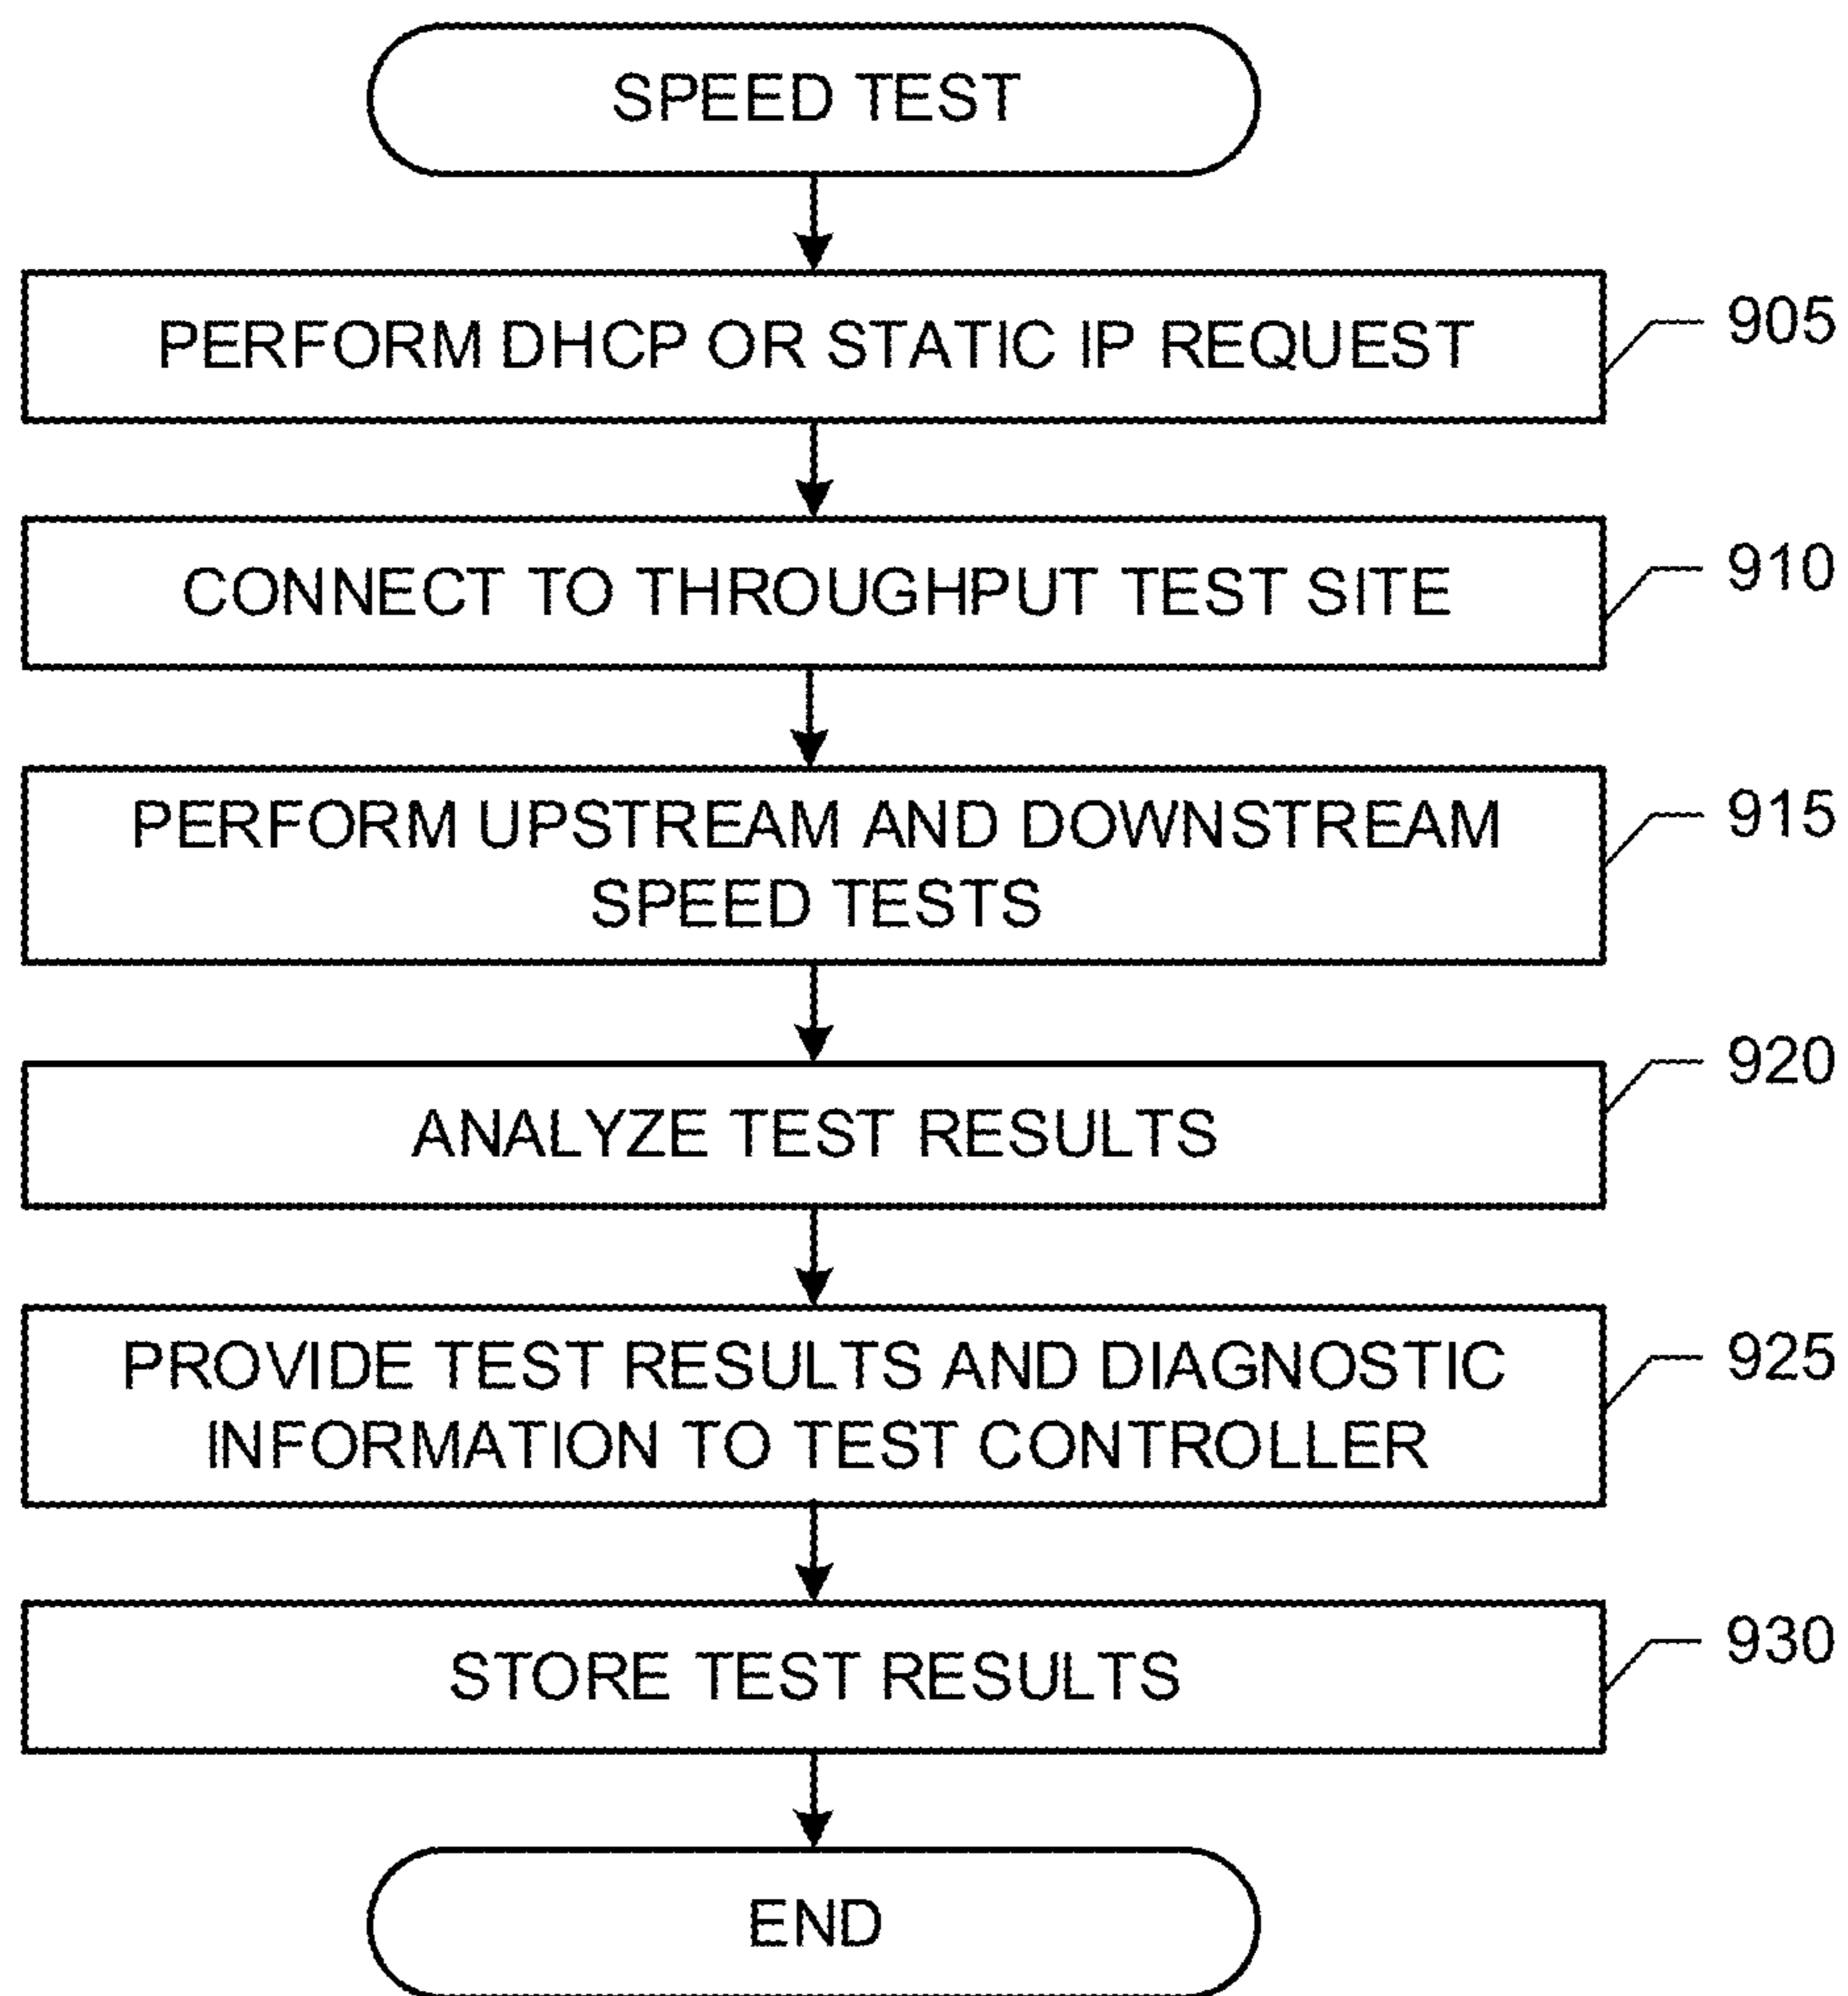 SPEED TEST
PERFORM DHCP OR STATIC IP REQUEST
905
CONNECT TO THROUGHPUT TEST SITE
910
PERFORM UPSTREAM AND DOWNSTREAM
SPEED TESTS
915
ANALYZE TEST RESULTS
920
PROVIDE TEST RESULTS AND DIAGNOSTIC
INFORMATION TO TEST CONTROLLER
925
STORE TEST RESULTS
930
END